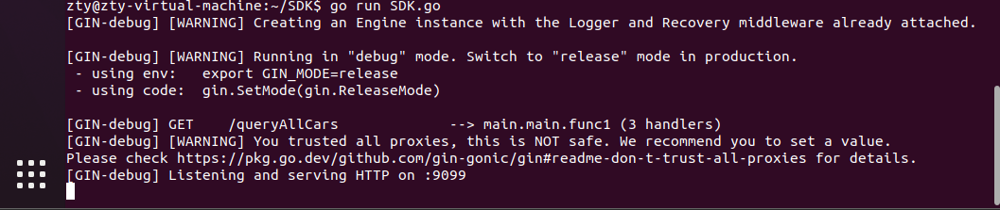 zty@zty-virtual-machine:~/SDK$ go run SDK.go
[GIN-debug] [WARNING] Creating an Engine instance with the Logger and Recovery middleware already attached.
[GIN-debug] [WARNING] Running in "debug" mode. Switch to "release" mode in production.
 - using env:   export GIN_MODE=release
 - using code:  gin.SetMode(gin.ReleaseMode)
[GIN-debug] GET    /queryAllCars             --> main.main.func1 (3 handlers)
[GIN-debug] [WARNING] You trusted all proxies, this is NOT safe. We recommend you to set a value.
Please check https://pkg.go.dev/github.com/gin-gonic/gin#readme-don-t-trust-all-proxies for details.
[GIN-debug] Listening and serving HTTP on :9099